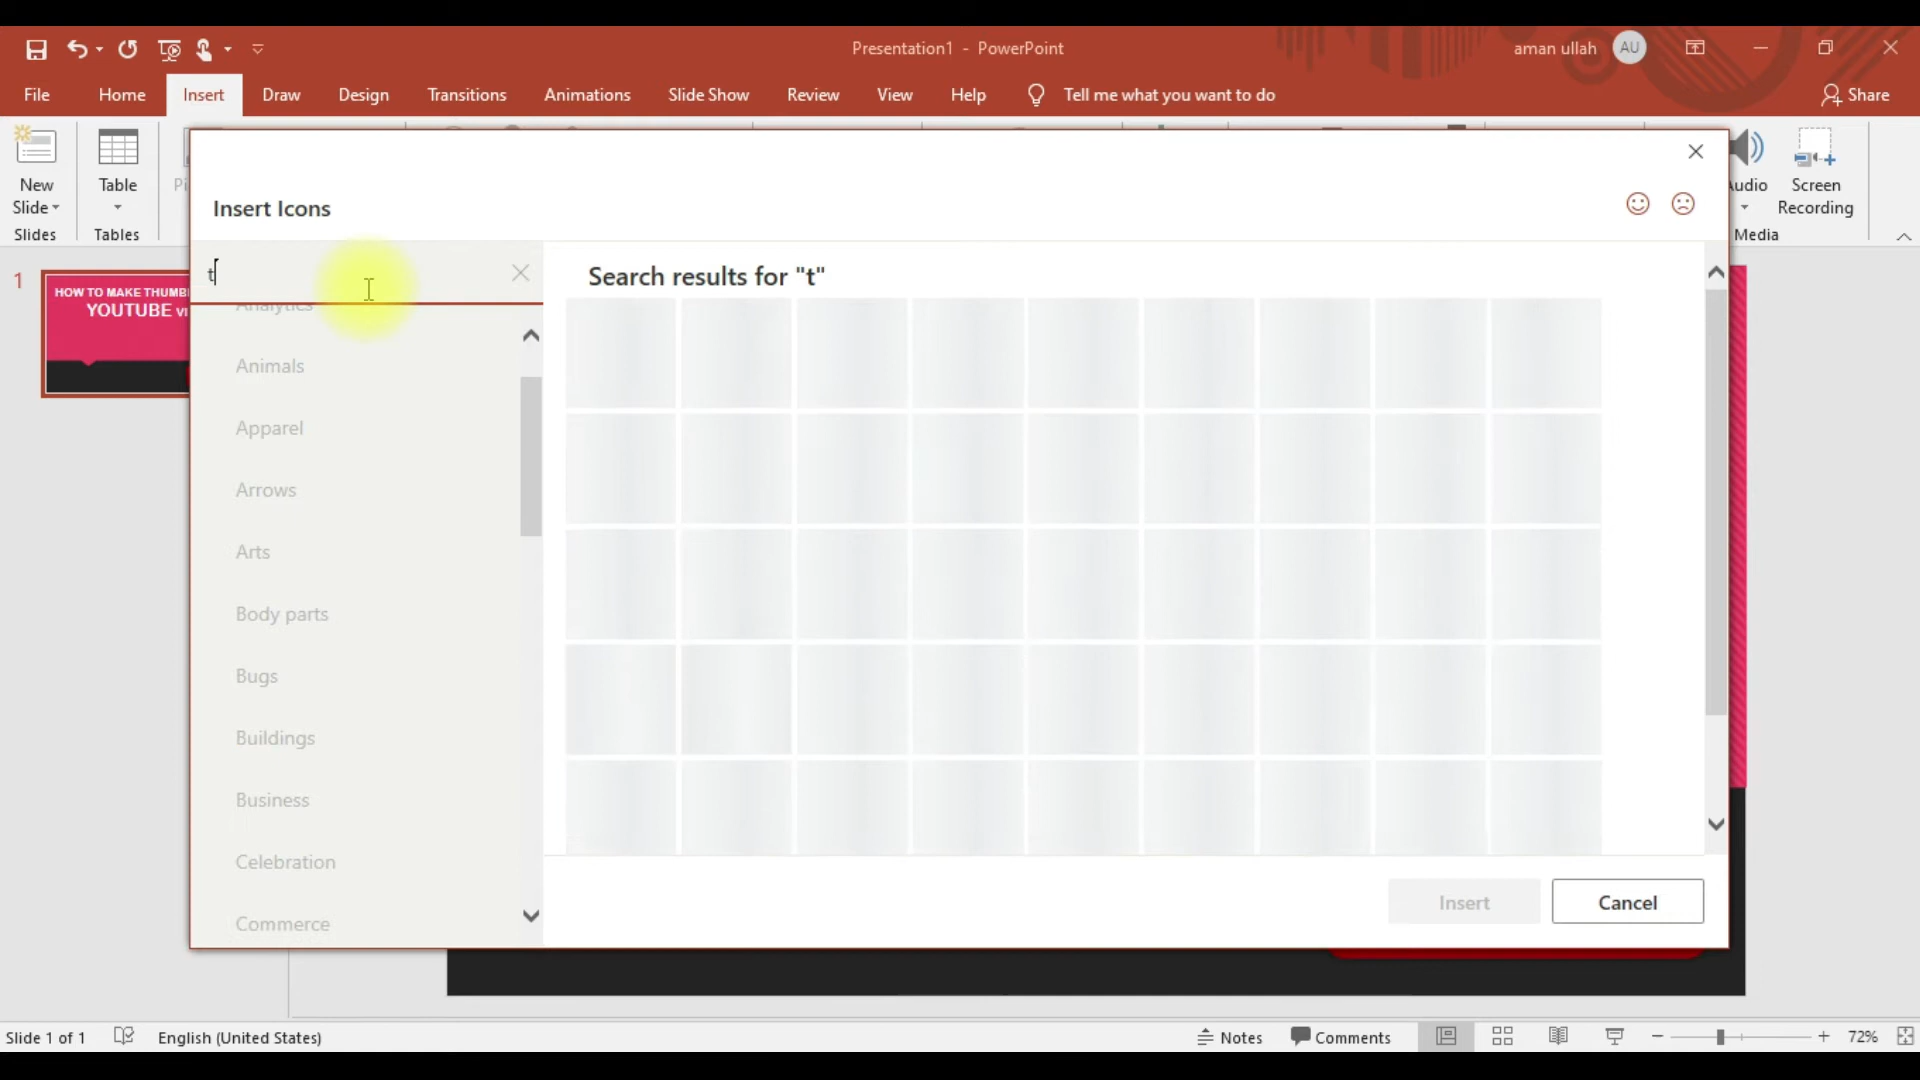 Presentation1 - PowerPoint
aman ullah AU
File Home Insert Draw Design Transitions Animations Slide Show Review View Help Tell me what you want to do Share
New Slide
Slides
Table
Tables
Screen Recording
Media
Insert Icons
t
Search results for "t"
Analytics
Animals
Apparel
Arrows
Arts
Body parts
Bugs
Buildings
Business
Celebration
Commerce
Insert Cancel
1
HOW TO MAKE
YOUTUBE
Slide 1 of 1 English (United States) Notes Comments 72%